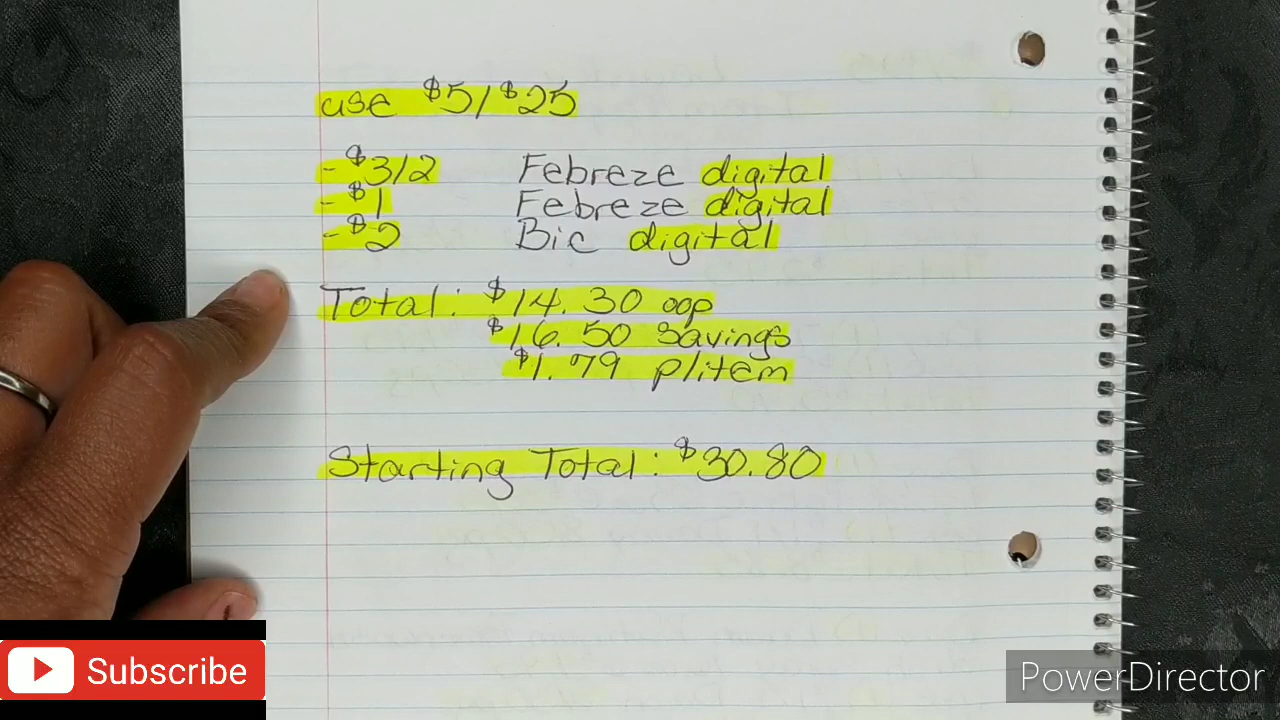 use $5/$25
- $3/2 Febreze digital
- $1 Febreze digital
- $2 Bic digital
Total: $14.30 oop
$16.50 savings
$1.79 p/item
Starting Total: $30.80
Subscribe
PowerDirector